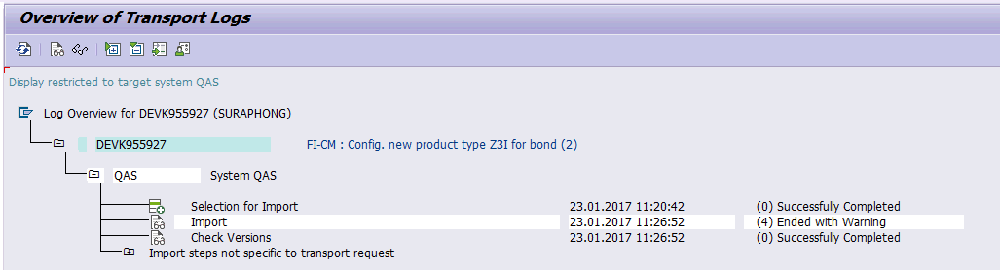 Overview of Transport Logs
Display restricted to target system QAS
Log Overview for DEVK955927 (SURAPHONG)
DEVK955927 FI-CM : Config. new product type Z3I for bond (2)
QAS System QAS
Selection for Import 23.01.2017 11:20:42 (0) Successfully Completed
Import 23.01.2017 11:26:52 (4) Ended with Warning
Check Versions 23.01.2017 11:26:52 (0) Successfully Completed
Import steps not specific to transport request